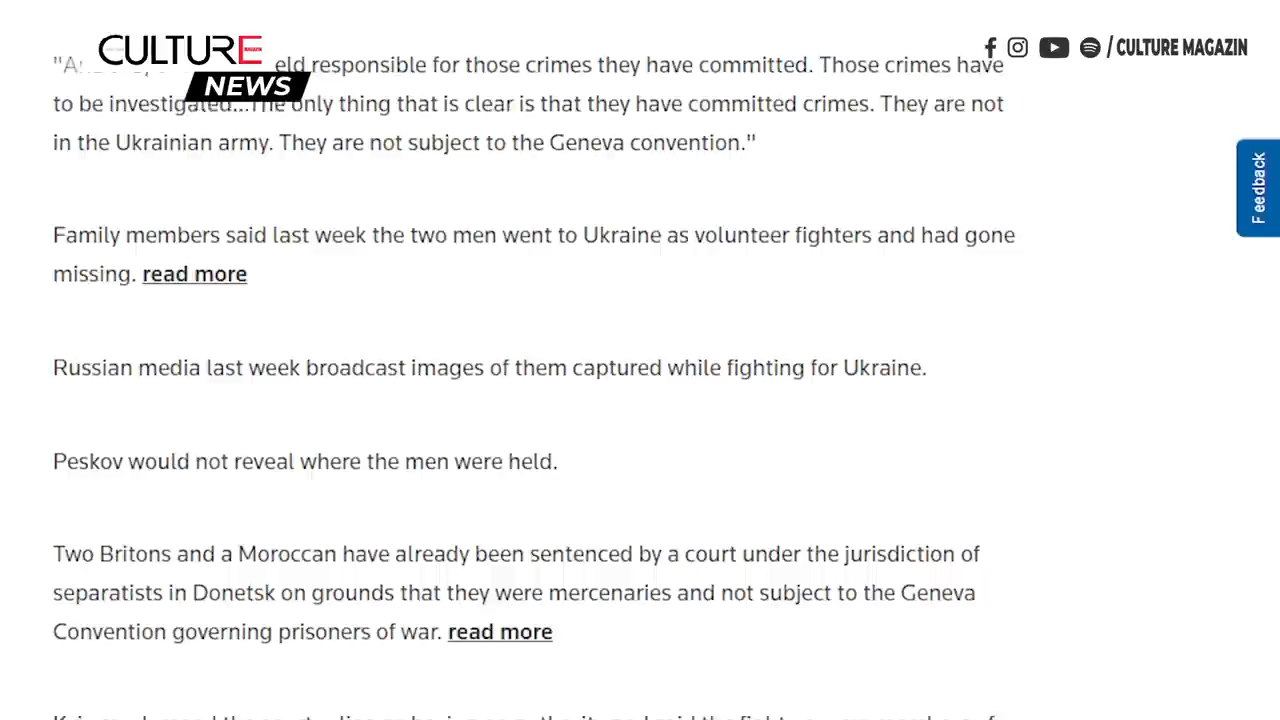 CULTURE
NEWS
/ CULTURE MAGAZIN
responsible for those crimes they have committed. Those crimes have
to be investigated...The only thing that is clear is that they have committed crimes. They are not
in the Ukrainian army. They are not subject to the Geneva convention."
Feedback
Family members said last week the two men went to Ukraine as volunteer fighters and had gone
missing. read more
Russian media last week broadcast images of them captured while fighting for Ukraine.
Peskov would not reveal where the men were held.
Two Britons and a Moroccan have already been sentenced by a court under the jurisdiction of
separatists in Donetsk on grounds that they were mercenaries and not subject to the Geneva
Convention governing prisoners of war. read more